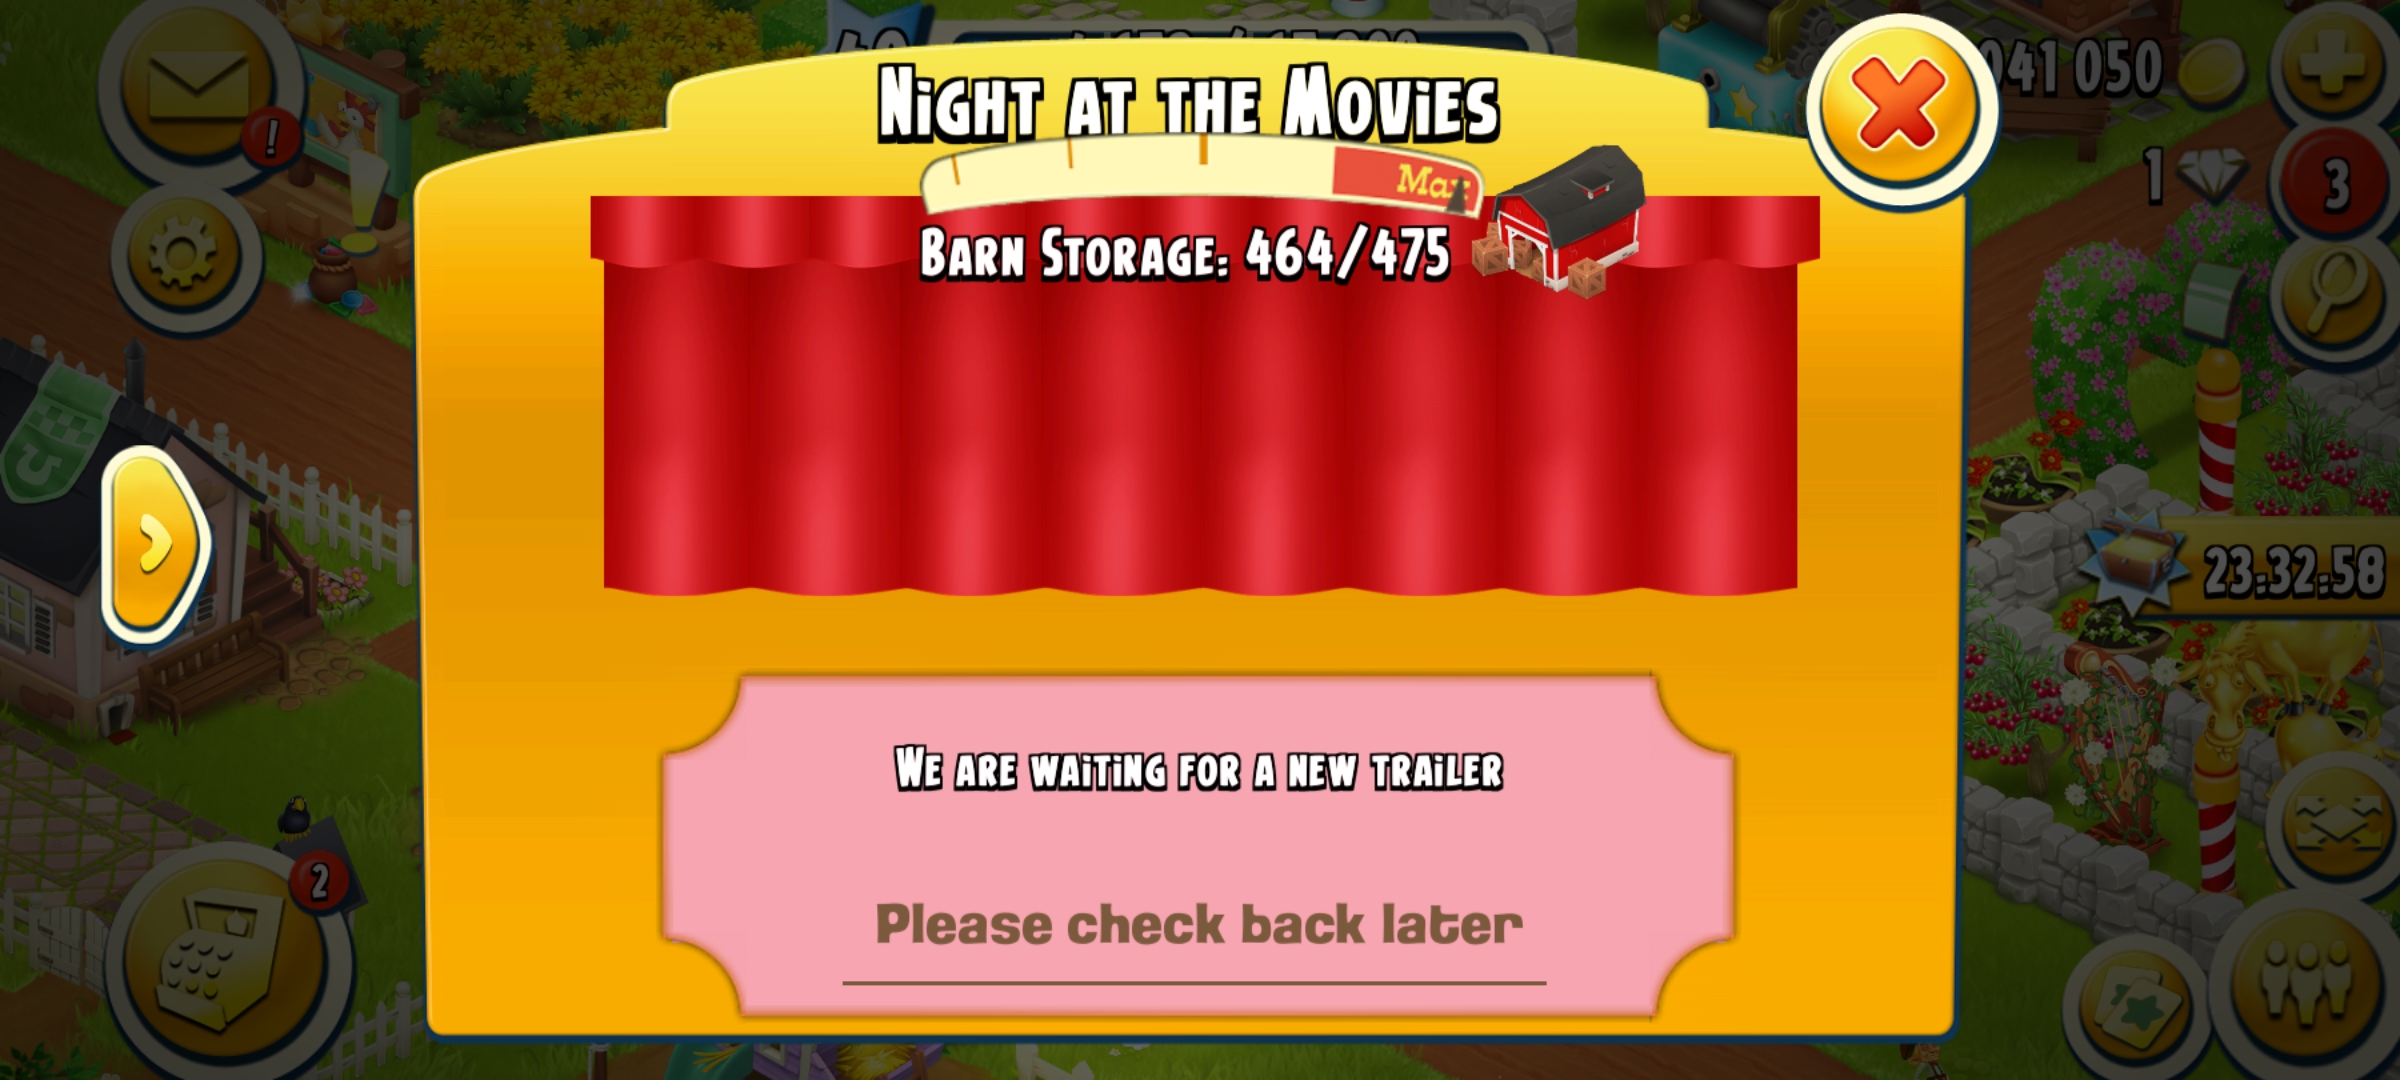 Night at the Movies
Max
Barn Storage: 464/475
We are waiting for a new trailer
Please check back later
041 050
1
3
23:32:58
!
2